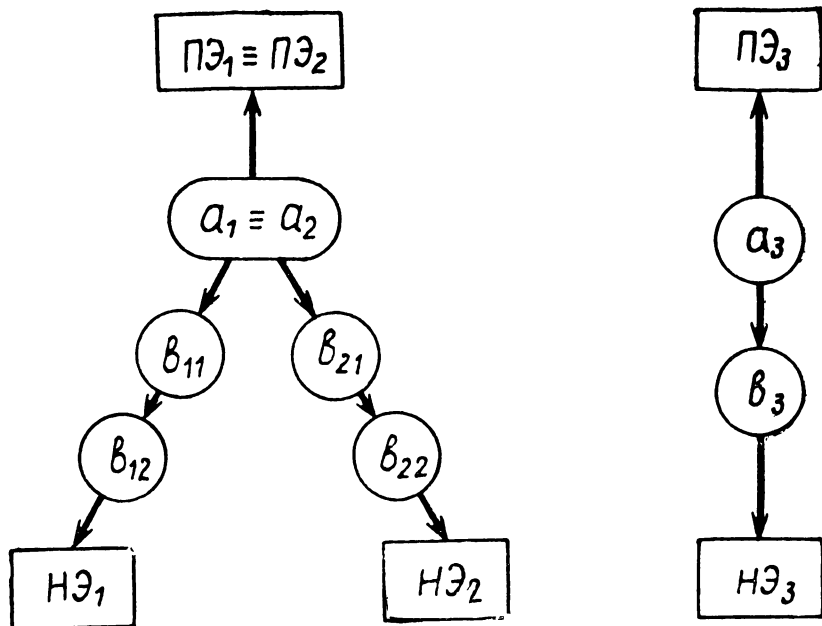 ПЭ₁ ≡ ПЭ₂
ПЭ₃
a₁ ≡ a₂
a₃
в₁₁
в₂₁
в₃
в₁₂
в₂₂
НЭ₁
НЭ₂
НЭ₃